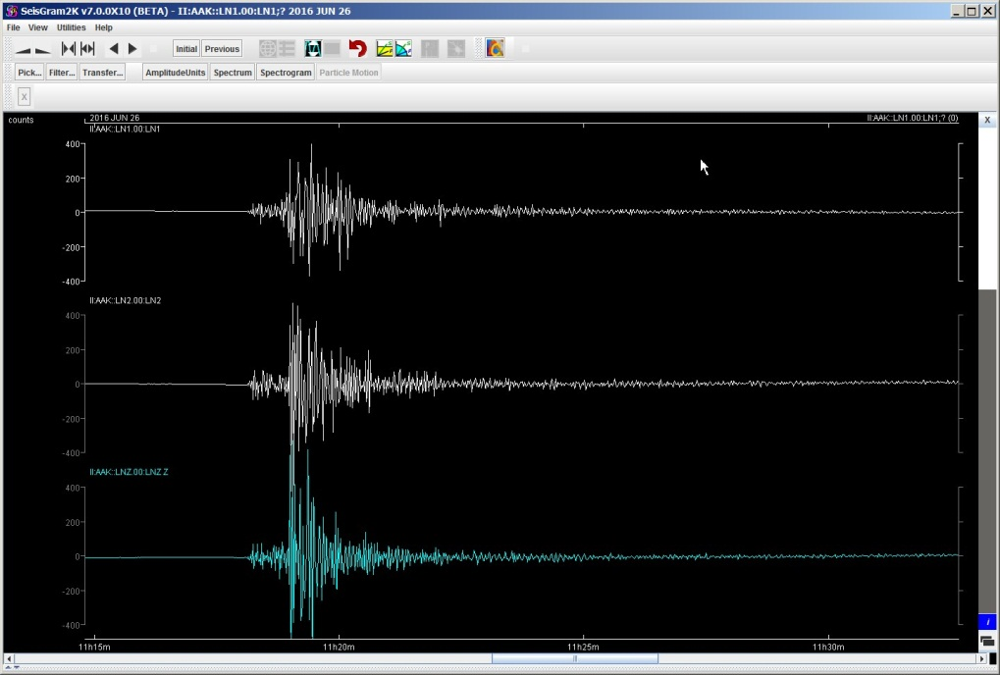 SeisGram2K v7.0.0X10 (BETA) - II:AAK::LN1.00:LN1;? 2016 JUN 26
File View Utilities Help
Initial Previous
Pick... Filter... Transfer... AmplitudeUnits Spectrum Spectrogram Particle Motion
X
counts 2016 JUN 26 II:AAK::LN1.00:LN1;? (0) X
II:AAK::LN1.00:LN1
400
200
0
-200
-400
II:AAK::LN2.00:LN2
400
200
0
-200
-400
II:AAK::LNZ.00:LNZ Z
400
200
0
-200
-400
i
11h15m 11h20m 11h25m 11h30m